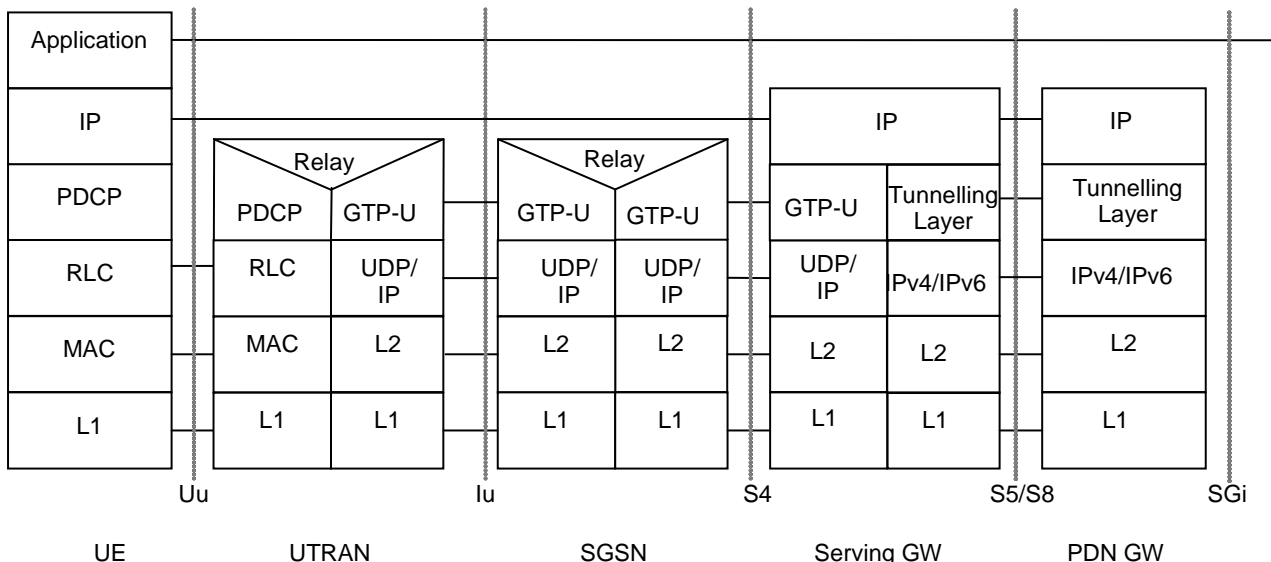 Application
IP
IP
IP
Relay
Relay
PDCP
PDCP
GTP-U
GTP-U
GTP-U
GTP-U
Tunnelling
Layer
Tunnelling
Layer
RLC
RLC
UDP/
IP
UDP/
IP
UDP/
IP
UDP/
IP
IPv4/IPv6
IPv4/IPv6
MAC
MAC
L2
L2
L2
L2
L2
L2
L1
L1
L1
L1
L1
L1
L1
L1
Uu
Iu
S4
S5/S8
SGi
UE
UTRAN
SGSN
Serving GW
PDN GW